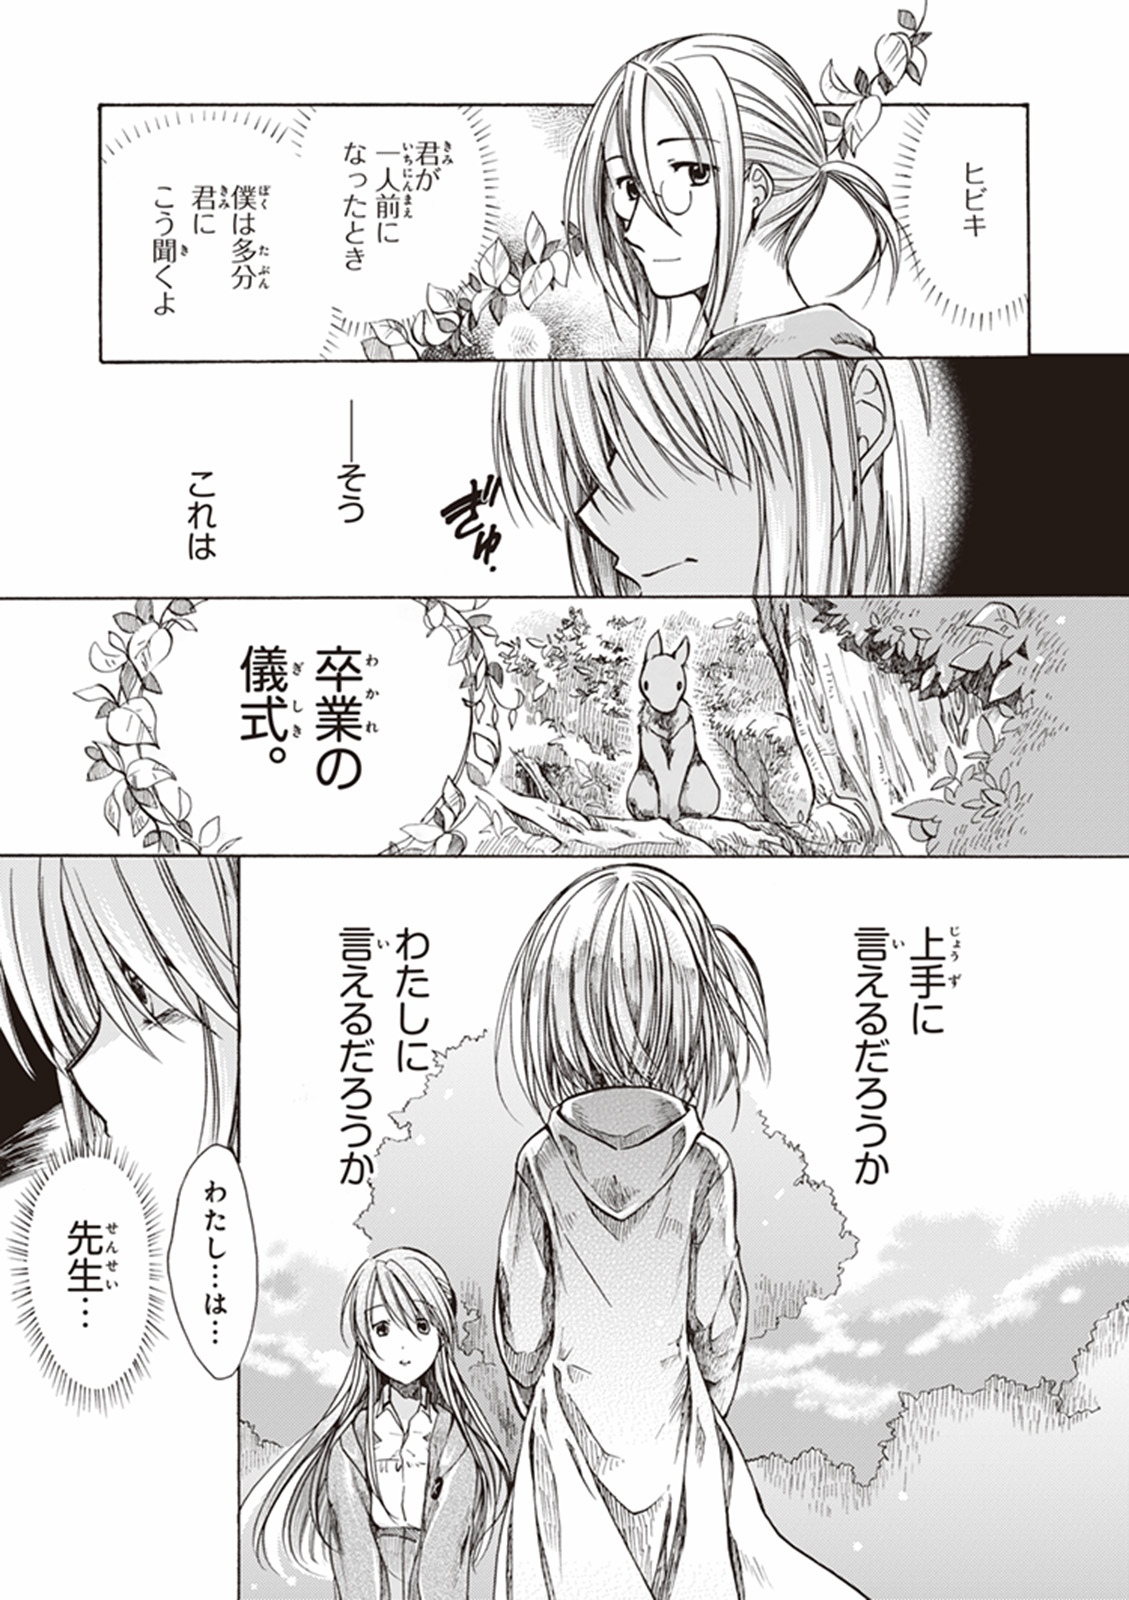 ヒビキ
君が
一人前に
なったとき
僕は多分
君に
こう聞くよ
ぎゅ
──そう
これは
卒業の
儀式。
上手に
言えるだろうか
わたしに
言えるだろうか
わたし…は…
先生…